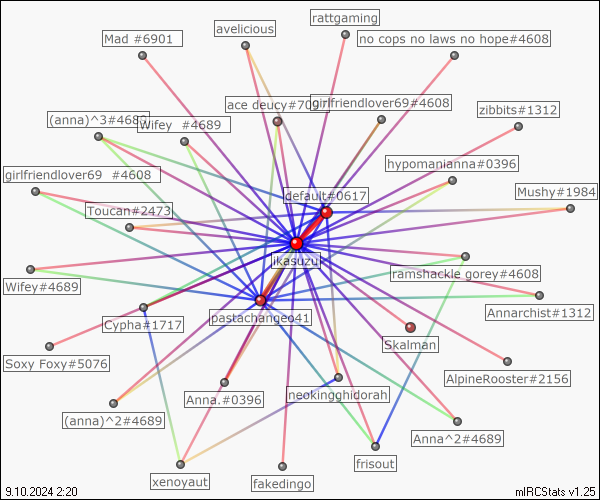 rattgaming
avelicious
Mad #6901
no cops no laws no hope#4608
ace deucy#70
girlfriendlover69#4608
zibbits#1312
(anna)^3#4689
Wifey #4689
hypomanianna#0396
girlfriendlover69 #4608
default#0617
Mushy#1984
Toucan#2473
ikasuzu
ramshackle gorey#4608
Wifey#4689
Annarchist#1312
pastachangeo41
Cypha#1717
Skalman
Soxy Foxy#5076
AlpineRooster#2156
neokingghidorah
Anna.#0396
(anna)^2#4689
Anna^2#4689
frisout
xenoyaut
fakedingo
9.10.2024 2:20
mIRCStats v1.25